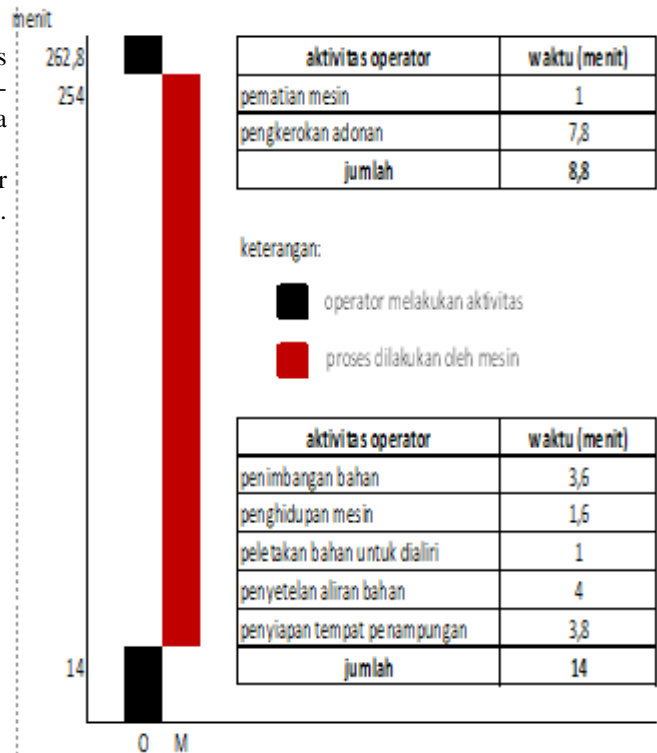 menit
s
-
a
r
.
262,8
254
14
aktivitas operator waktu (menit)
pematian mesin 1
pengkerokan adonan 7,8
jumlah 8,8
keterangan:
operator melakukan aktivitas
proses dilakukan oleh mesin
aktivitas operator waktu (menit)
penimbangan bahan 3,6
penghidupan mesin 1,6
peletakan bahan untuk dialiri 1
penyetelan aliran bahan 4
penyiapan tempat penampungan 3,8
jumlah 14
O M